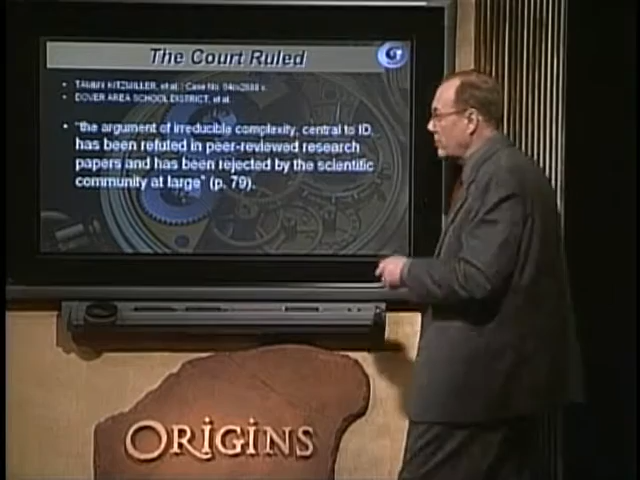 The Court Ruled
• TAMMY KITZMILLER, et al. : Case No. 04cv2688 v.
• DOVER AREA SCHOOL DISTRICT, et al.
• "the argument of irreducible complexity, central to ID,
has been refuted in peer-reviewed research
papers and has been rejected by the scientific
community at large" (p. 79).
ORIGINS